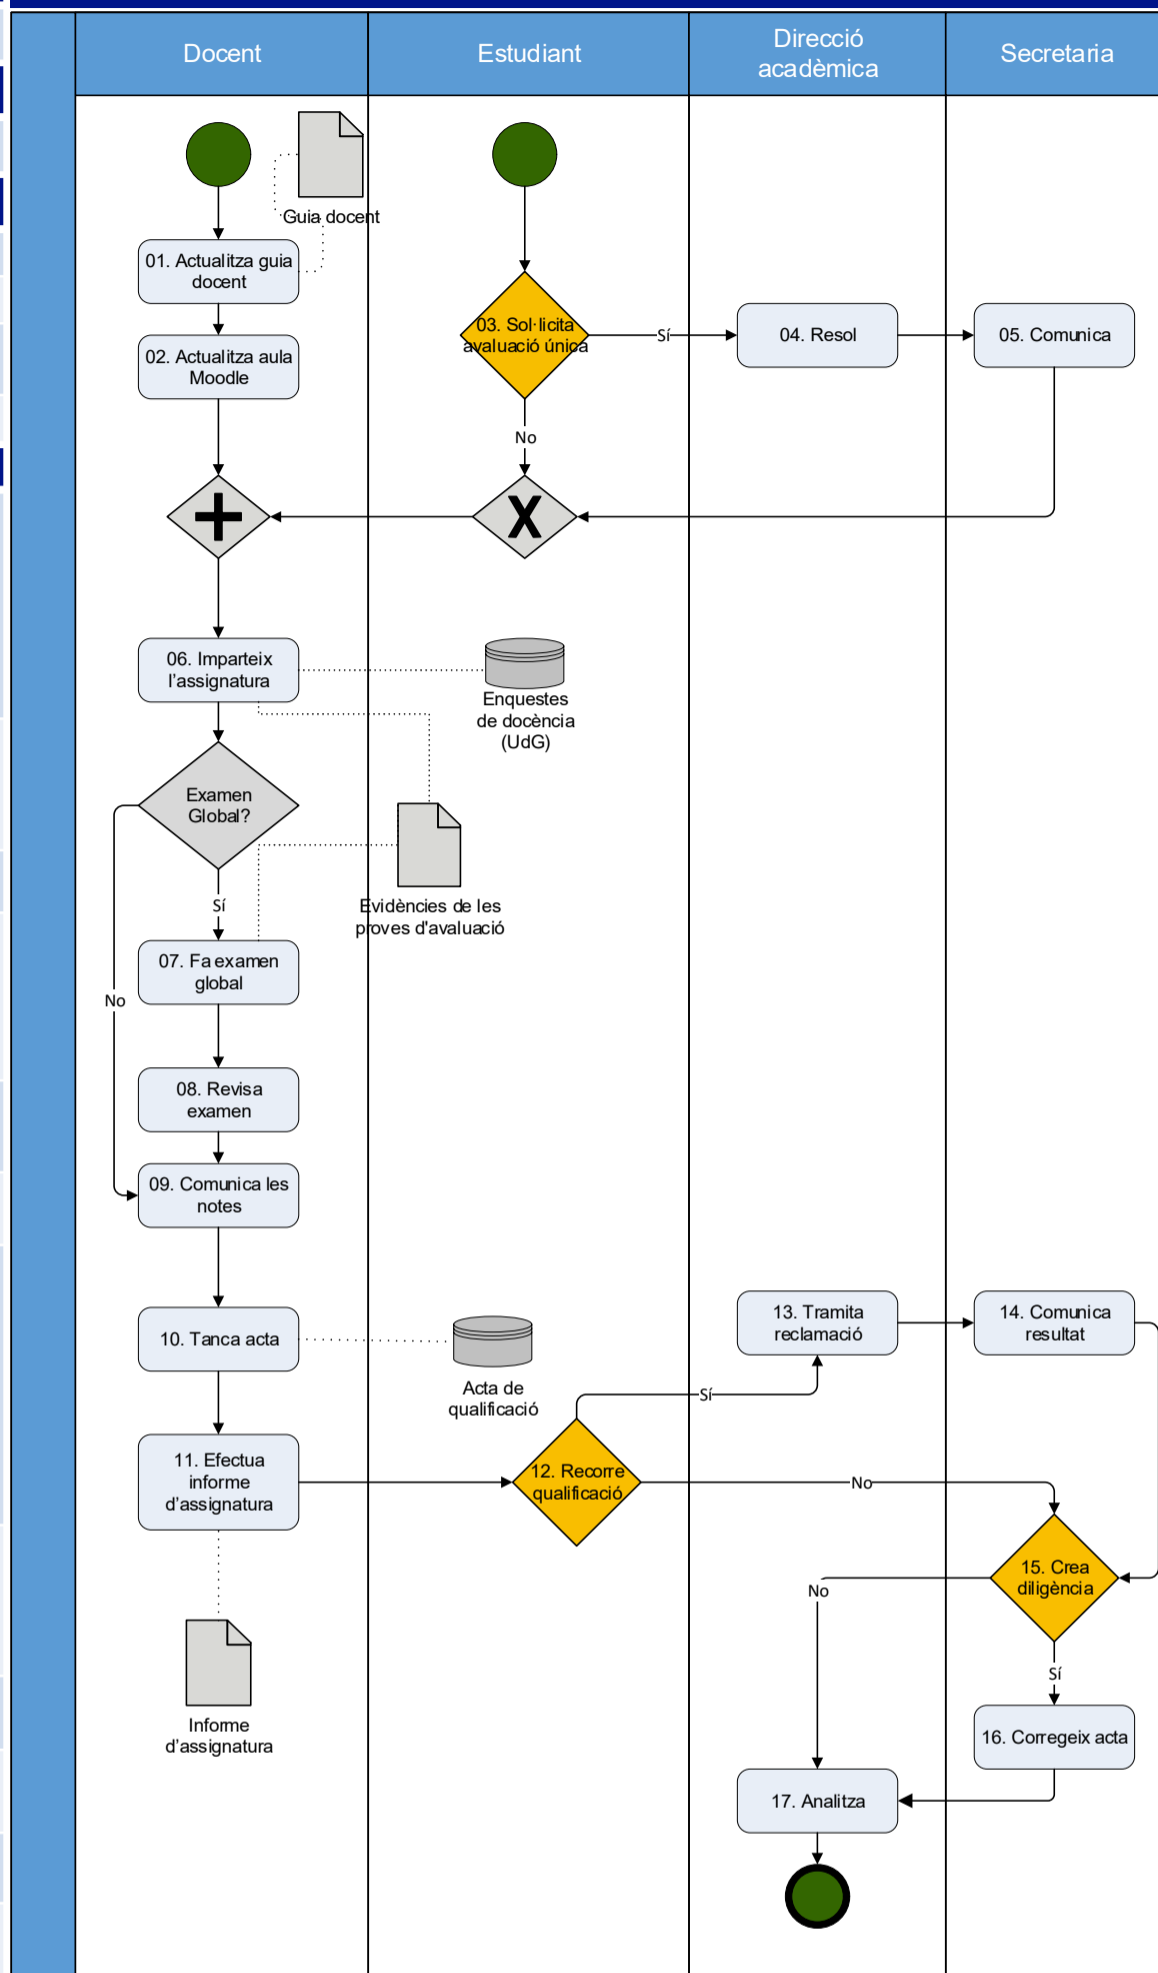 Docent
Estudiant
Direcció
acadèmica
Secretaria
Guia docent
01. Actualitza guia
docent
02. Actualitza aula
Moodle
03. Sol·licita
avaluació única
Sí
04. Resol
05. Comunica
No
X
06. Imparteix
l'assignatura
Enquestes
de docència
(UdG)
Examen
Global?
Evidències de les
proves d'avaluació
Sí
07. Fa examen
global
No
08. Revisa
examen
09. Comunica les
notes
10. Tanca acta
Acta de
qualificació
13. Tramita
reclamació
14. Comunica
resultat
Sí
11. Efectua
informe
d'assignatura
12. Recorre
qualificació
No
15. Crea
diligència
No
Sí
Informe
d'assignatura
16. Corregeix acta
17. Analitza